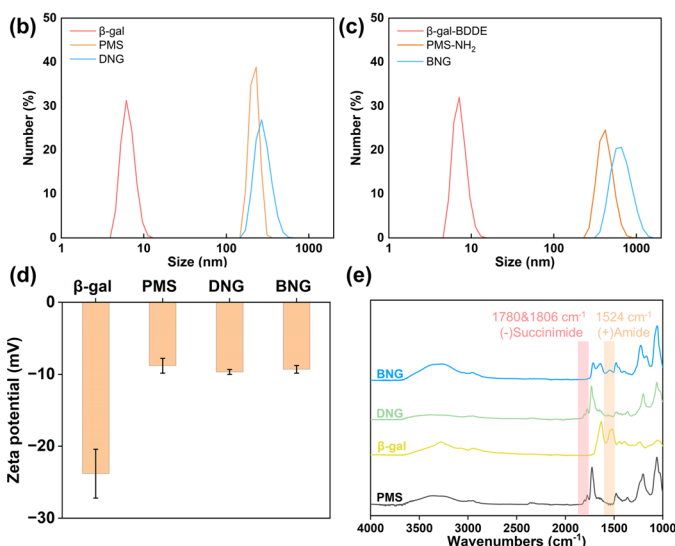 (b)
β-gal
PMS
DNG
Number (%)
50
40
30
20
10
0
1
10
100
1000
Size (nm)
(c)
β-gal-BDDE
PMS-NH₂
BNG
Number (%)
50
40
30
20
10
0
1
10
100
1000
Size (nm)
(d)
β-gal PMS DNG BNG
Zeta potential (mV)
0
−10
−20
−30
(e)
1780&1806 cm⁻¹ 1524 cm⁻¹
(-)Succinimide (+)Amide
BNG
DNG
β-gal
PMS
4000 3500 3000 2500 2000 1500 1000
Wavenumbers (cm⁻¹)